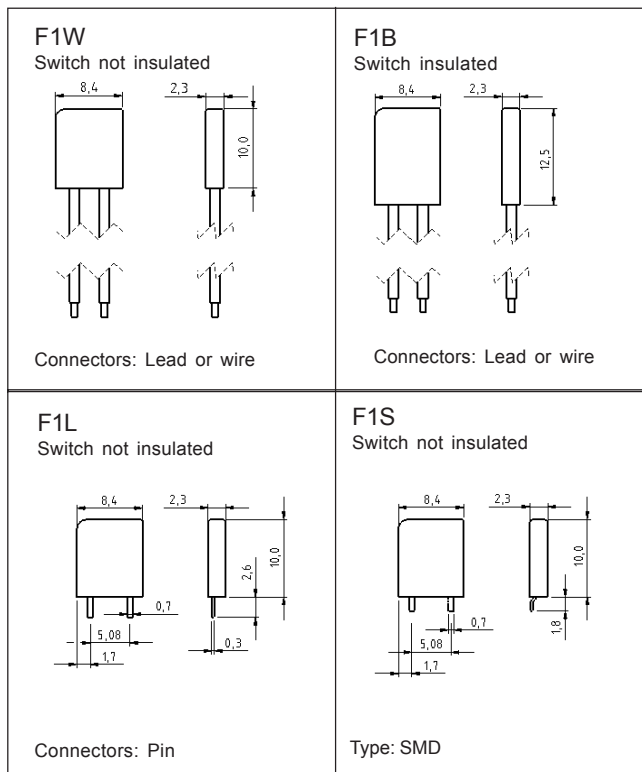 F1W
Switch not insulated
8,4
2,3
10,0
Connectors: Lead or wire
F1B
Switch insulated
8,4
2,3
12,5
Connectors: Lead or wire
F1L
Switch not insulated
8,4
2,3
10,0
2,6
0,7
5,08
0,3
1,7
Connectors: Pin
F1S
Switch not insulated
8,4
2,3
10,0
1,8
0,7
5,08
1,7
Type: SMD